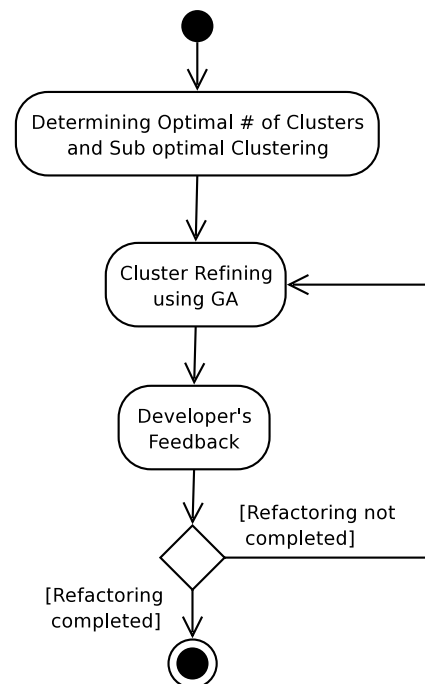 Determining Optimal # of Clusters
and Sub optimal Clustering
Cluster Refining
using GA
Developer's
Feedback
[Refactoring not
completed]
[Refactoring
completed]